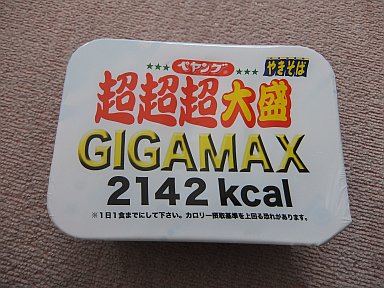 ペヤング
やきそば
超超超大盛
GIGAMAX
2142 kcal
※1日1食までにして下さい。カロリー摂取基準を上回る恐れがあります。